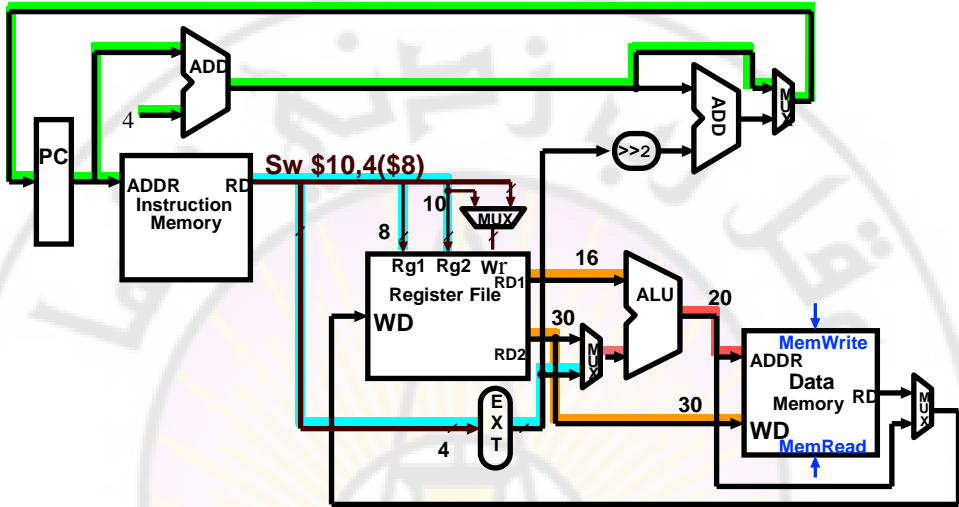 ADD
4
ADD
MUX
PC
>>2
Sw $10,4($8)
ADDR
RD
Instruction
Memory
10
MUX
8
Rg1
Rg2
Wr
RD1
Register File
WD
RD2
16
30
MUX
ALU
20
MemWrite
ADDR
Data
Memory
RD
WD
MemRead
MUX
30
EXT
4